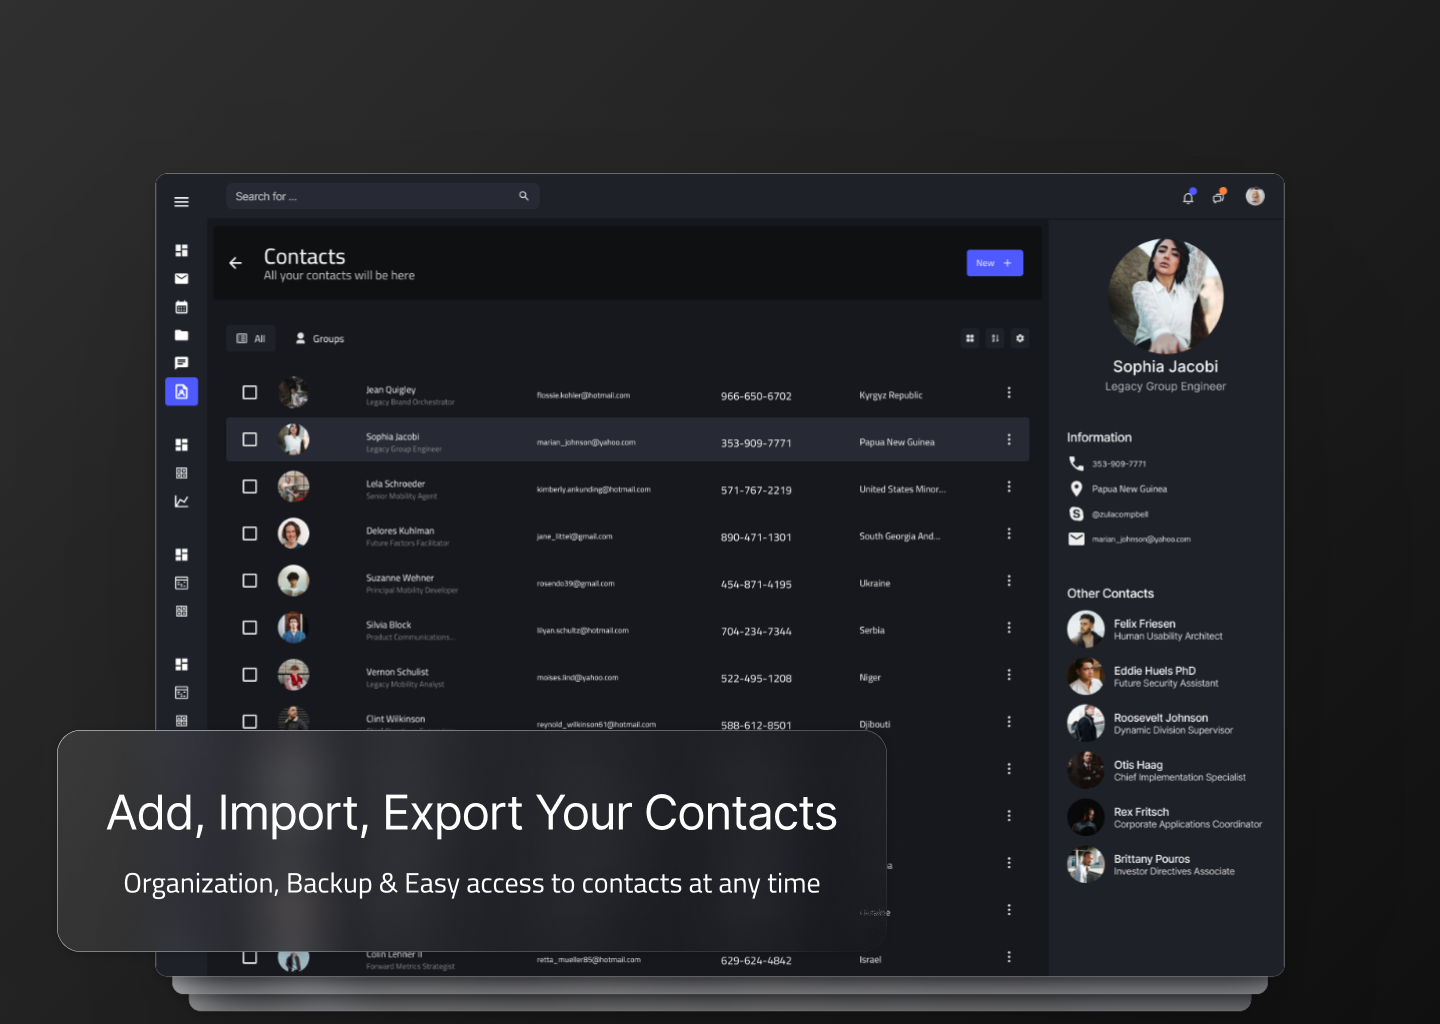 Search for ...
Contacts
All your contacts will be here
New +
All
Groups
Jean Quigley
Legacy Brand Orchestrator
flossie.kohler@hotmail.com
966-650-6702
Kyrgyz Republic
Sophia Jacobi
Legacy Group Engineer
marian_johnson@yahoo.com
353-909-7771
Papua New Guinea
Lela Schroeder
Senior Mobility Agent
kimberly.ankunding@hotmail.com
571-767-2219
United States Minor...
Delores Kuhlman
Future Factors Facilitator
jane_littel@gmail.com
890-471-1301
South Georgia And...
Suzanne Wehner
Principal Mobility Developer
rosendo39@gmail.com
454-871-4195
Ukraine
Silvia Block
Product Communications...
lilyan.schultz@hotmail.com
704-234-7344
Serbia
Vernon Schulist
Legacy Mobility Analyst
moises.lind@yahoo.com
522-495-1208
Niger
Clint Wilkinson
reynold_wilkinson61@hotmail.com
588-612-8501
Djibouti
Add, Import, Export Your Contacts
Organization, Backup & Easy access to contacts at any time
Colin Lehner II
Forward Metrics Strategist
retta_mueller85@hotmail.com
629-624-4842
Israel
Sophia Jacobi
Legacy Group Engineer
Information
353-909-7771
Papua New Guinea
@zulacampbell
marian_johnson@yahoo.com
Other Contacts
Felix Friesen
Human Usability Architect
Eddie Huels PhD
Future Security Assistant
Roosevelt Johnson
Dynamic Division Supervisor
Otis Haag
Chief Implementation Specialist
Rex Fritsch
Corporate Applications Coordinator
Brittany Pouros
Investor Directives Associate